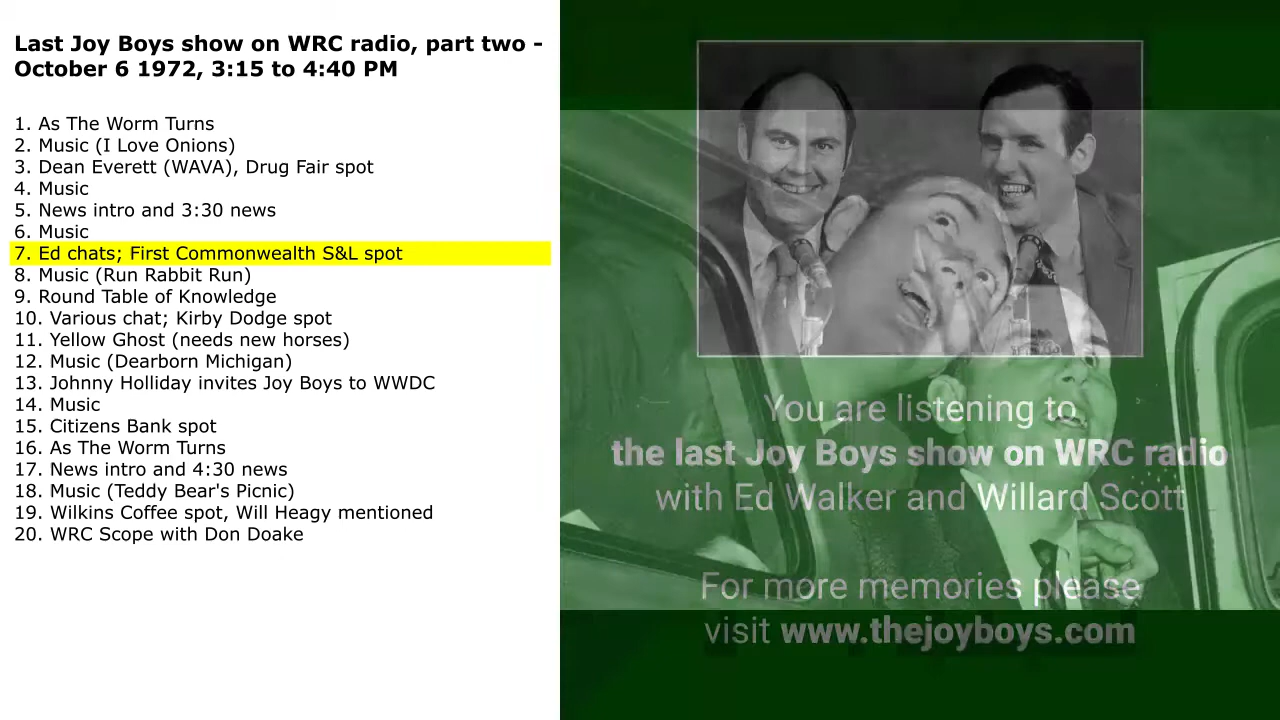 Last Joy Boys show on WRC radio, part two -
October 6 1972, 3:15 to 4:40 PM
1. As The Worm Turns
2. Music (I Love Onions)
3. Dean Everett (WAVA), Drug Fair spot
4. Music
5. News intro and 3:30 news
6. Music
7. Ed chats; First Commonwealth S&L spot
8. Music (Run Rabbit Run)
9. Round Table of Knowledge
10. Various chat; Kirby Dodge spot
11. Yellow Ghost (needs new horses)
12. Music (Dearborn Michigan)
13. Johnny Holliday invites Joy Boys to WWDC
14. Music
15. Citizens Bank spot
16. As The Worm Turns
17. News intro and 4:30 news
18. Music (Teddy Bear's Picnic)
19. Wilkins Coffee spot, Will Heagy mentioned
20. WRC Scope with Don Doake
You are listening to
the last Joy Boys show on WRC radio
with Ed Walker and Willard Scott
For more memories please
visit www.thejoyboys.com